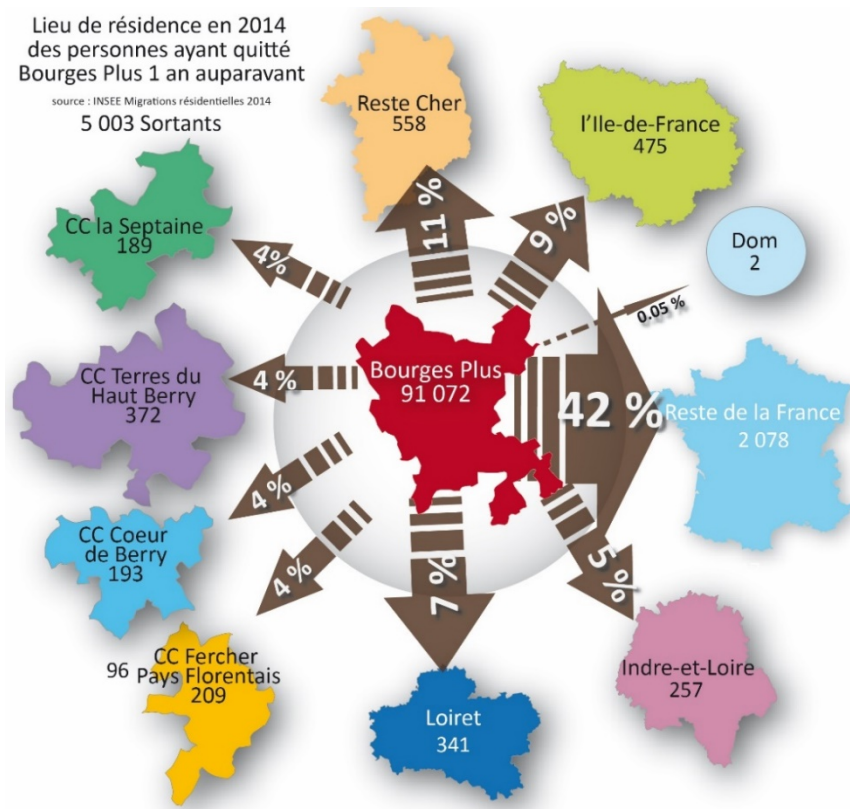 Lieu de résidence en 2014
des personnes ayant quitté
Bourges Plus 1 an auparavant
source : INSEE Migrations résidentielles 2014
5 003 Sortants
Reste Cher
558
l'Ile-de-France
475
CC la Septaine
189
Dom
2
11 %
9 %
4%
0.05 %
CC Terres du
Haut Berry
372
4 %
Bourges Plus
91 072
42 %
Reste de la France
2 078
CC Coeur
de Berry
193
4 %
4 %
7 %
5 %
96
CC Fercher
Pays Florentais
209
Loiret
341
Indre-et-Loire
257